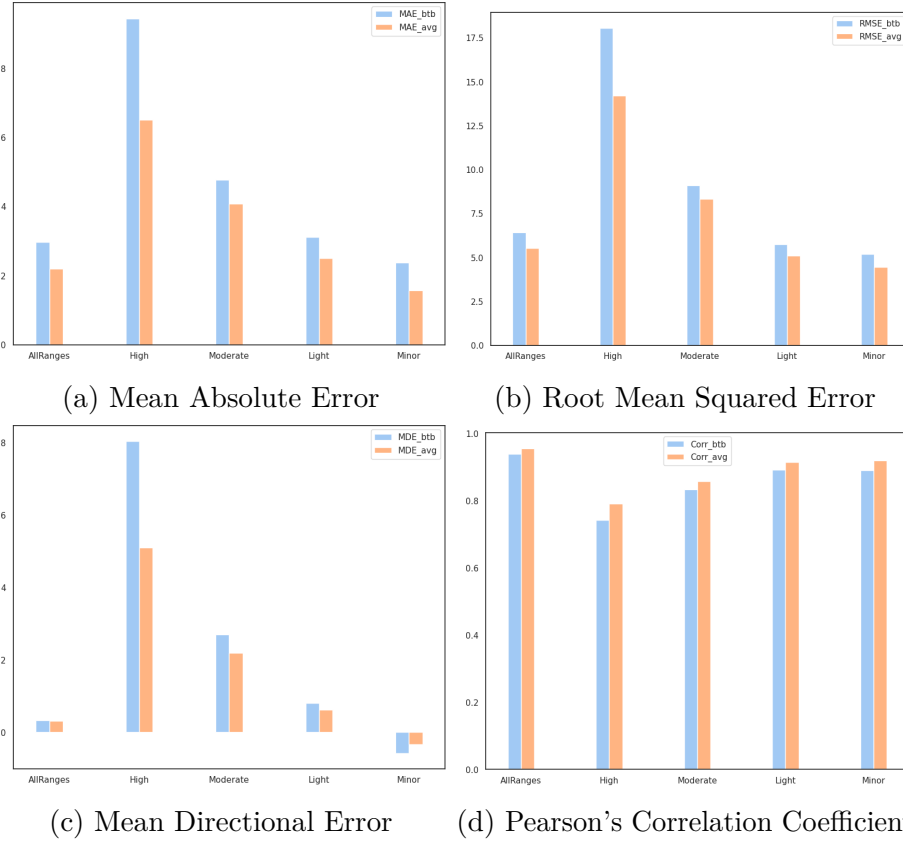 MAE_btb
MAE_avg
8
6
4
2
0
AllRanges High Moderate Light Minor
(a) Mean Absolute Error
RMSE_btb
RMSE_avg
17.5
15.0
12.5
10.0
7.5
5.0
2.5
0.0
AllRanges High Moderate Light Minor
(b) Root Mean Squared Error
MDE_btb
MDE_avg
8
6
4
2
0
AllRanges High Moderate Light Minor
(c) Mean Directional Error
Corr_btb
Corr_avg
1.0
0.8
0.6
0.4
0.2
0.0
AllRanges High Moderate Light Minor
(d) Pearson's Correlation Coefficien